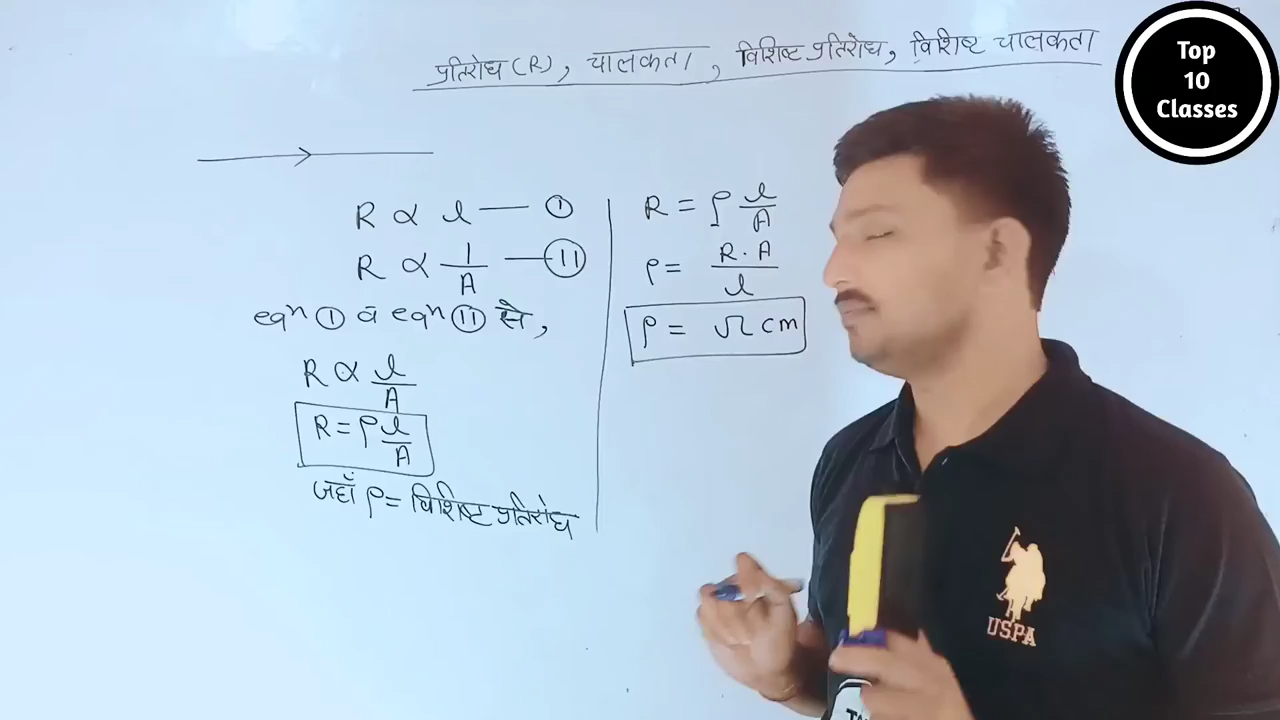 प्रतिरोध (R), चालकता, विशिष्ट प्रतिरोध, विशिष्ट चालकता
Top
10
Classes
R ∝ l — ①
R ∝ 1/A — ⑪
eqn ① व eqn ⑪ से,
R ∝ l/A
R = ρ l/A
जहाँ ρ = विशिष्ट प्रतिरोध
R = ρ l/A
ρ = R.A/l
ρ = Ω cm
USPA